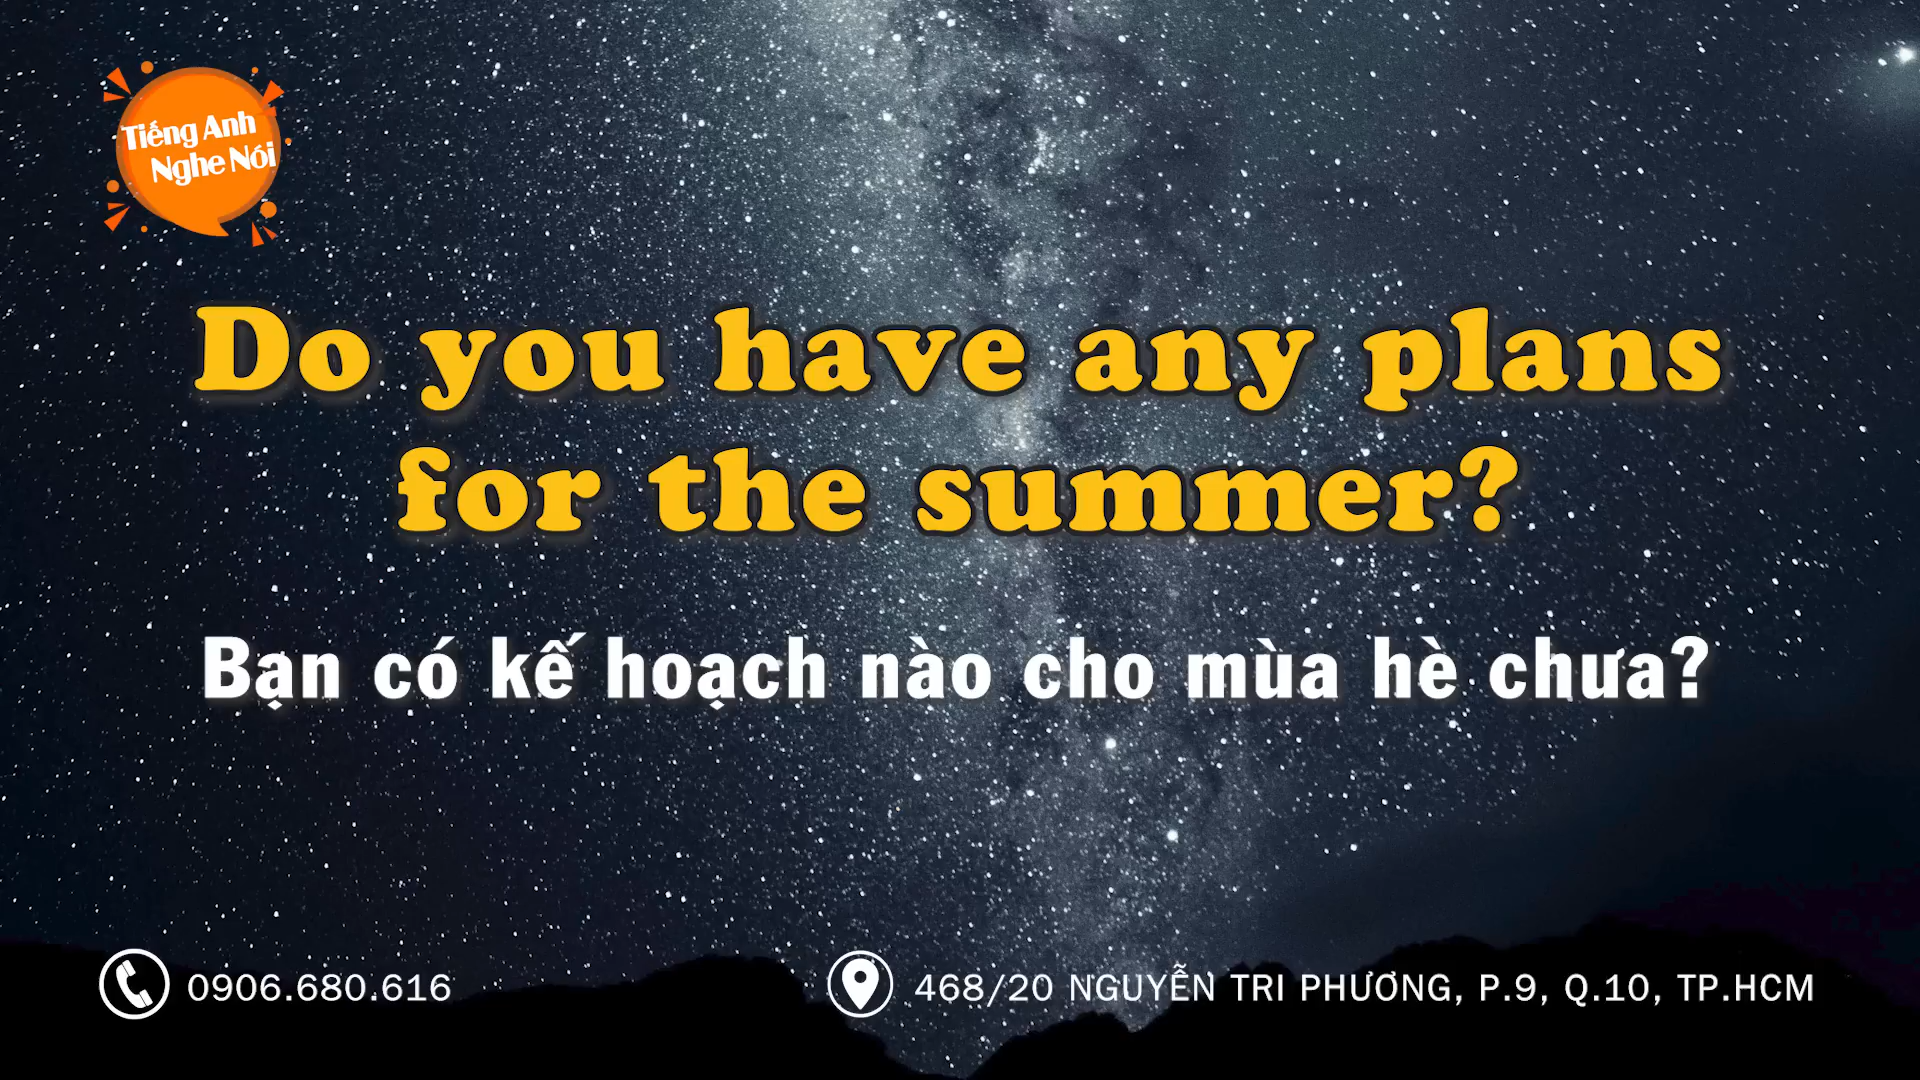 Tiếng Anh
Nghe Nói
Do you have any plans
for the summer?
Bạn có kế hoạch nào cho mùa hè chưa?
0906.680.616
468/20 NGUYỄN TRI PHƯƠNG, P.9, Q.10, TP.HCM